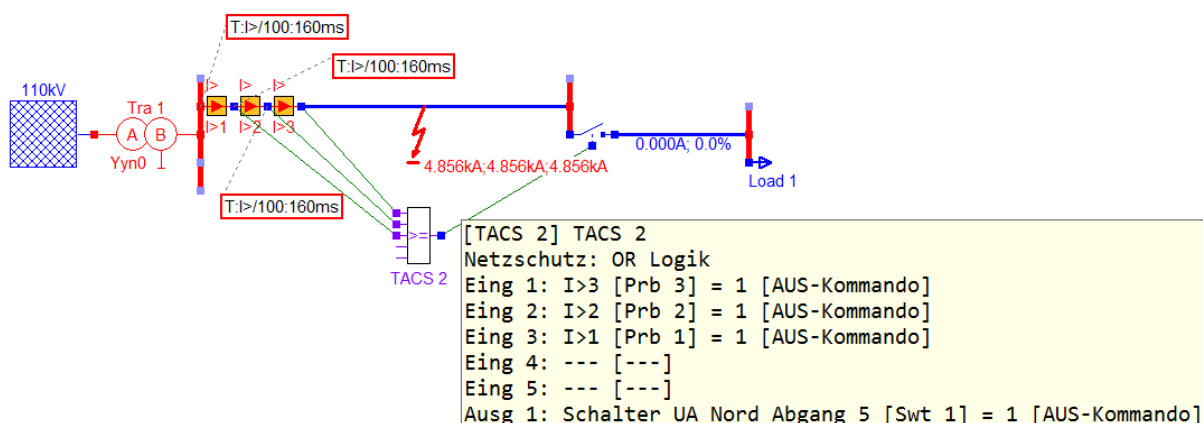 T:I>/100:160ms
T:I>/100:160ms
110kV
I> I> I>
Tra 1
A B
I>1 I>2 I>3
Yyn0
4.856kA;4.856kA;4.856kA
0.000A; 0.0%
Load 1
T:I>/100:160ms
>=
TACS 2
[TACS 2] TACS 2
Netzschutz: OR Logik
Eing 1: I>3 [Prb 3] = 1 [AUS-Kommando]
Eing 2: I>2 [Prb 2] = 1 [AUS-Kommando]
Eing 3: I>1 [Prb 1] = 1 [AUS-Kommando]
Eing 4: --- [---]
Eing 5: --- [---]
Ausg 1: Schalter UA Nord Abgang 5 [Swt 1] = 1 [AUS-Kommando]